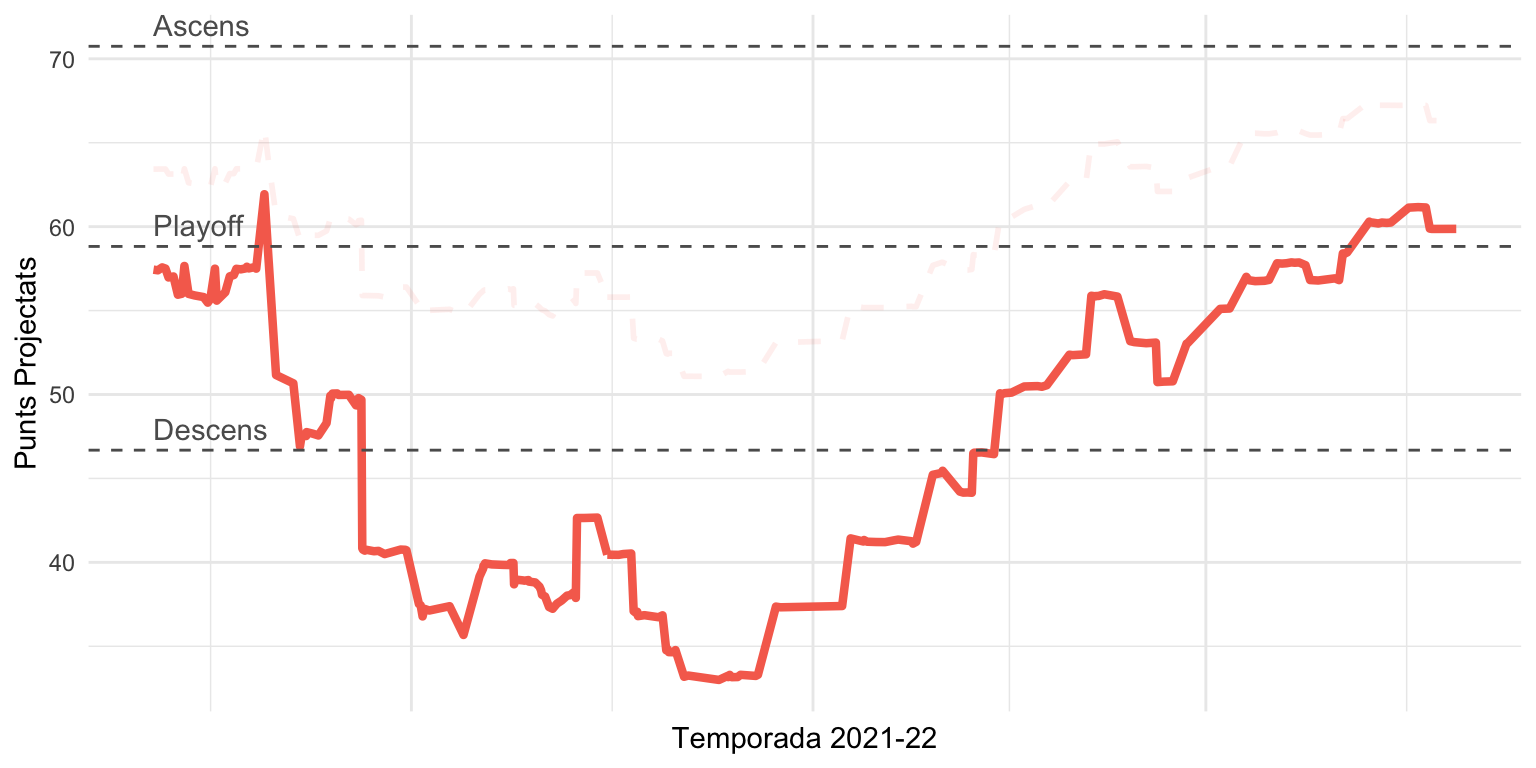 Ascens
70
Playoff
60
50
Descens
40
Punts Projectats
Temporada 2021-22